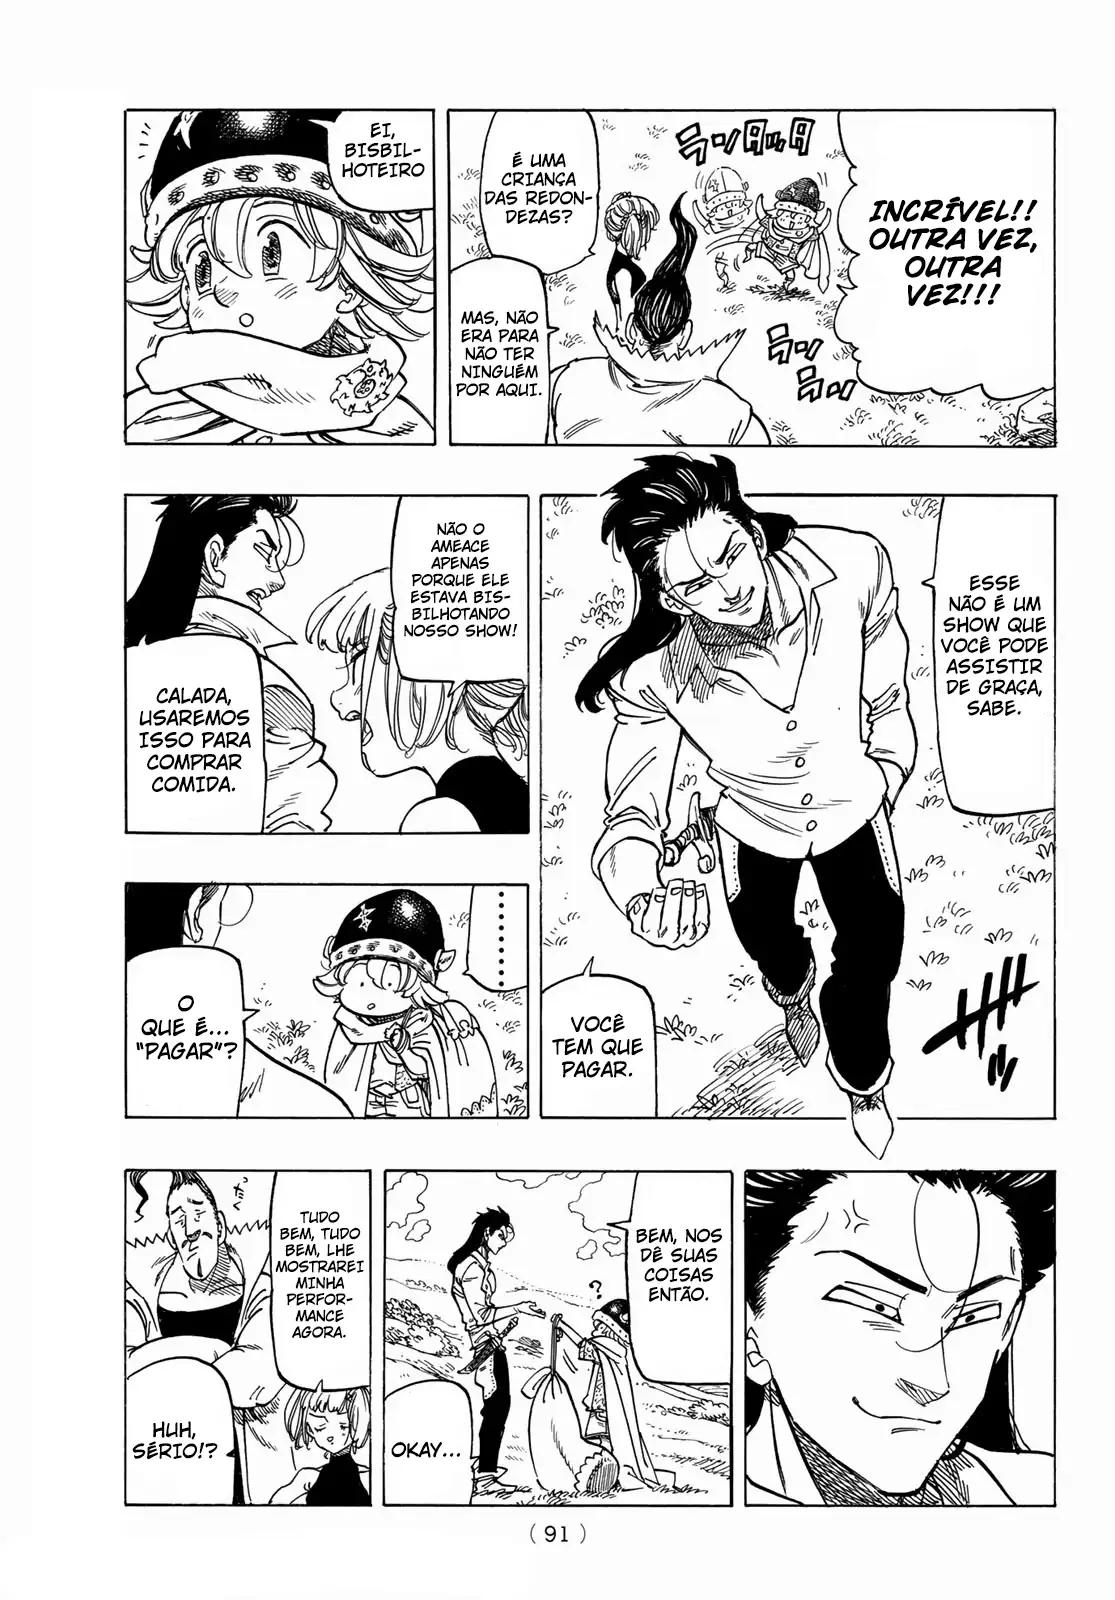 INCRÍVEL!!
OUTRA VEZ,
OUTRA
VEZ!!!
É UMA
CRIANÇA
DAS REDON-
DEZAS?
MAS, NÃO
ERA PARA
NÃO TER
NINGUÉM
POR AQUI.
EI,
BISBIL-
HOTEIRO
ESSE
NÃO É UM
SHOW QUE
VOCÊ PODE
ASSISTIR
DE GRAÇA,
SABE.
VOCÊ
TEM QUE
PAGAR.
NÃO O
AMEACE
APENAS
PORQUE ELE
ESTAVA BIS-
BILHOTANDO
NOSSO SHOW!
CALADA,
USAREMOS
ISSO PARA
COMPRAR
COMIDA.
........
O
QUE É...
"PAGAR"?
BEM, NOS
DÊ SUAS
COISAS
ENTÃO.
?
OKAY...
TUDO
BEM, TUDO
BEM, LHE
MOSTRAREI
MINHA
PERFOR-
MANCE
AGORA.
ったく
HUH,
SÉRIO!?
(91)